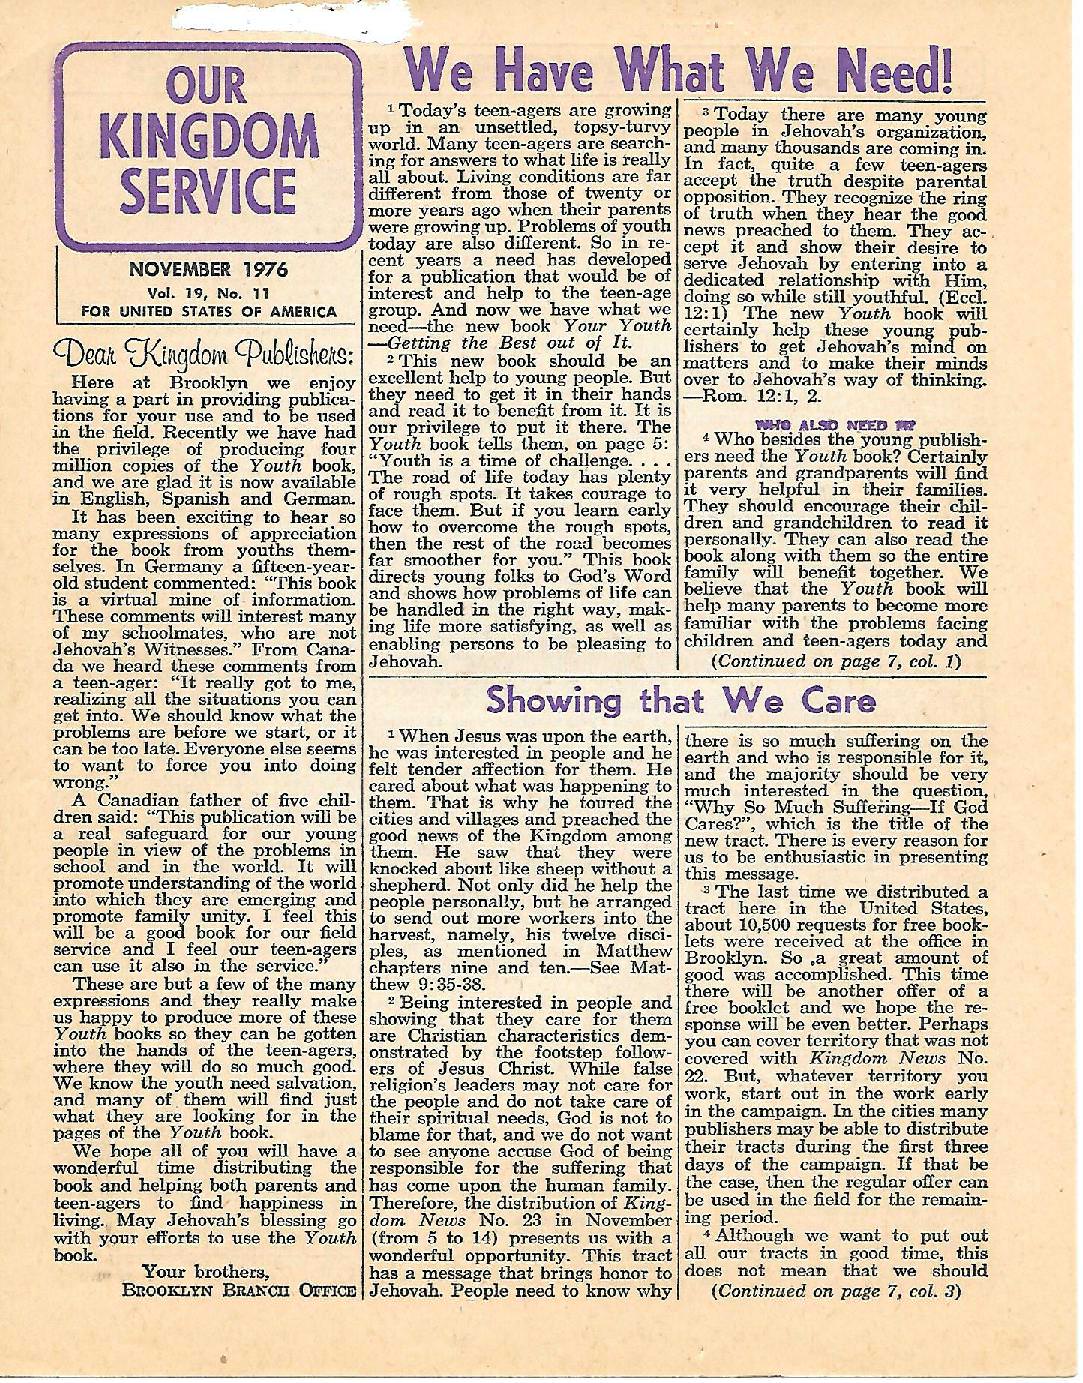 OUR
KINGDOM
SERVICE
NOVEMBER 1976
Vol. 19, No. 11
FOR UNITED STATES OF AMERICA
Dear Kingdom Publishers:
Here at Brooklyn we enjoy
having a part in providing publica-
tions for your use and to be used
in the field. Recently we have had
the privilege of producing four
million copies of the Youth book,
and we are glad it is now available
in English, Spanish and German.
It has been exciting to hear so
many expressions of appreciation
for the book from youths them-
selves. In Germany a fifteen-year-
old student commented: “This book
is a virtual mine of information.
These comments will interest many
of my schoolmates, who are not
Jehovah's Witnesses.” From Cana-
da we heard these comments from
a teen-ager: “It really got to me,
realizing all the situations you can
get into. We should know what the
problems are before we start, or it
can be too late. Everyone else seems
to want to force you into doing
wrong.”
A Canadian father of five chil-
dren said: “This publication will be
a real safeguard for our young
people in view of the problems in
school and in the world. It will
promote understanding of the world
into which they are emerging and
promote family unity. I feel this
will be a good book for our field
service and I feel our teen-agers
can use it also in the service.”
These are but a few of the many
expressions and they really make
us happy to produce more of these
Youth books so they can be gotten
into the hands of the teen-agers,
where they will do so much good.
We know the youth need salvation,
and many of them will find just
what they are looking for in the
pages of the Youth book.
We hope all of you will have a
wonderful time distributing the
book and helping both parents and
teen-agers to find happiness in
living. May Jehovah's blessing go
with your efforts to use the Youth
book.
Your brothers,
BROOKLYN BRANCH OFFICE
We Have What We Need!
1 Today's teen-agers are growing
up in an unsettled, topsy-turvy
world. Many teen-agers are search-
ing for answers to what life is really
all about. Living conditions are far
different from those of twenty or
more years ago when their parents
were growing up. Problems of youth
today are also different. So in re-
cent years a need has developed
for a publication that would be of
interest and help to the teen-age
group. And now we have what we
need—the new book Your Youth
—Getting the Best out of It.
2 This new book should be an
excellent help to young people. But
they need to get it in their hands
and read it to benefit from it. It is
our privilege to put it there. The
Youth book tells them, on page 5:
“Youth is a time of challenge. . . .
The road of life today has plenty
of rough spots. It takes courage to
face them. But if you learn early
how to overcome the rough spots,
then the rest of the road becomes
far smoother for you.” This book
directs young folks to God's Word
and shows how problems of life can
be handled in the right way, mak-
ing life more satisfying, as well as
enabling persons to be pleasing to
Jehovah.
3 Today there are many young
people in Jehovah's organization,
and many thousands are coming in.
In fact, quite a few teen-agers
accept the truth despite parental
opposition. They recognize the ring
of truth when they hear the good
news preached to them. They ac-
cept it and show their desire to
serve Jehovah by entering into a
dedicated relationship with Him,
doing so while still youthful. (Eccl.
12:1) The new Youth book will
certainly help these young pub-
lishers to get Jehovah's mind on
matters and to make their minds
over to Jehovah's way of thinking.
—Rom. 12:1, 2.
WHO ALSO NEED IT?
4 Who besides the young publish-
ers need the Youth book? Certainly
parents and grandparents will find
it very helpful in their families.
They should encourage their chil-
dren and grandchildren to read it
personally. They can also read the
book along with them so the entire
family will benefit together. We
believe that the Youth book will
help many parents to become more
familiar with the problems facing
children and teen-agers today and
(Continued on page 7, col. 1)
Showing that We Care
1 When Jesus was upon the earth,
he was interested in people and he
felt tender affection for them. He
cared about what was happening to
them. That is why he toured the
cities and villages and preached the
good news of the Kingdom among
them. He saw that they were
knocked about like sheep without a
shepherd. Not only did he help the
people personally, but he arranged
to send out more workers into the
harvest, namely, his twelve disci-
ples, as mentioned in Matthew
chapters nine and ten.—See Mat-
thew 9:35-38.
2 Being interested in people and
showing that they care for them
are Christian characteristics dem-
onstrated by the footstep follow-
ers of Jesus Christ. While false
religion's leaders may not care for
the people and do not take care of
their spiritual needs, God is not to
blame for that, and we do not want
to see anyone accuse God of being
responsible for the suffering that
has come upon the human family.
Therefore, the distribution of King-
dom News No. 23 in November
(from 5 to 14) presents us with a
wonderful opportunity. This tract
has a message that brings honor to
Jehovah. People need to know why
there is so much suffering on the
earth and who is responsible for it,
and the majority should be very
much interested in the question,
“Why So Much Suffering—If God
Cares?”, which is the title of the
new tract. There is every reason for
us to be enthusiastic in presenting
this message.
3 The last time we distributed a
tract here in the United States,
about 10,500 requests for free book-
lets were received at the office in
Brooklyn. So a great amount of
good was accomplished. This time
there will be another offer of a
free booklet and we hope the re-
sponse will be even better. Perhaps
you can cover territory that was not
covered with Kingdom News No.
22. But, whatever territory you
work, start out in the work early
in the campaign. In the cities many
publishers may be able to distribute
their tracts during the first three
days of the campaign. If that be
the case, then the regular offer can
be used in the field for the remain-
ing period.
4 Although we want to put out
all our tracts in good time, this
does not mean that we should
(Continued on page 7, col. 3)